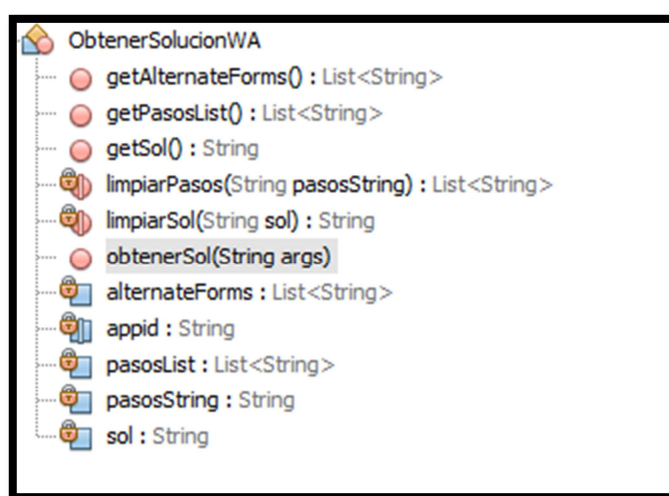 ObtenerSolucionWA
getAlternateForms() : List<String>
getPasosList() : List<String>
getSol() : String
limpiarPasos(String pasosString) : List<String>
limpiarSol(String sol) : String
obtenerSol(String args)
alternateForms : List<String>
appid : String
pasosList : List<String>
pasosString : String
sol : String